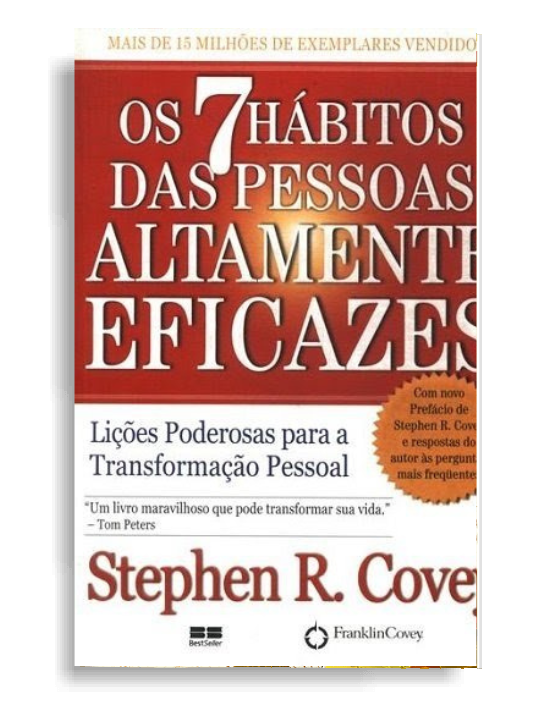 MAIS DE 15 MILHÕES DE EXEMPLARES VENDIDO
OS 7 HÁBITOS
DAS PESSOAS
ALTAMENTE
EFICAZES
Com novo
Prefácio de
Stephen R. Cove
e respostas do
autor às pergunt
mais freqüente
Lições Poderosas para a
Transformação Pessoal
"Um livro maravilhoso que pode transformar sua vida."
– Tom Peters
Stephen R. Covey
BestSeller
FranklinCovey